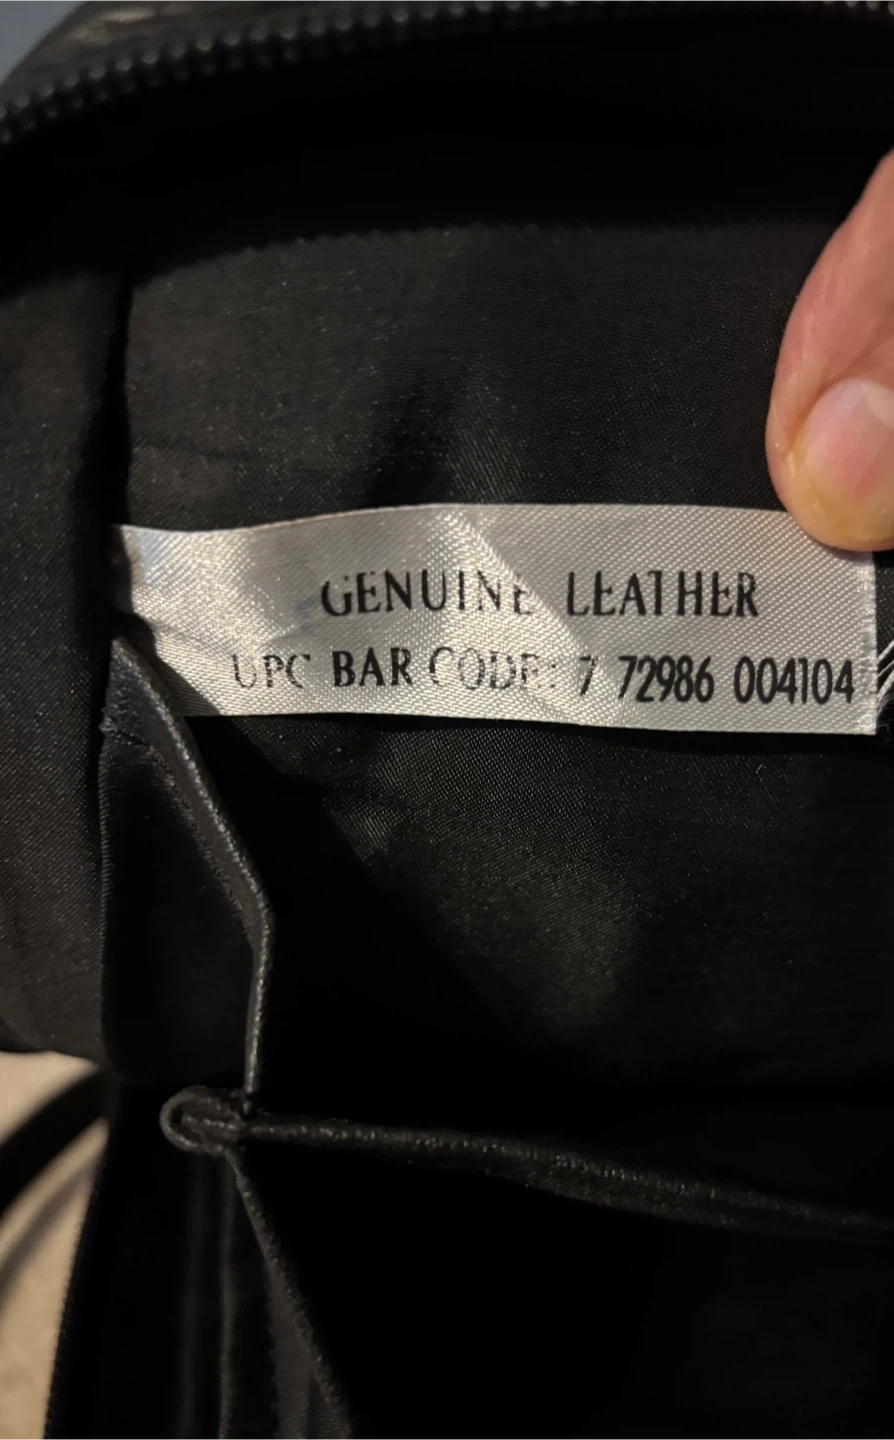 GENUINE LEATHER
UPC BAR CODE: 7 72986 004104